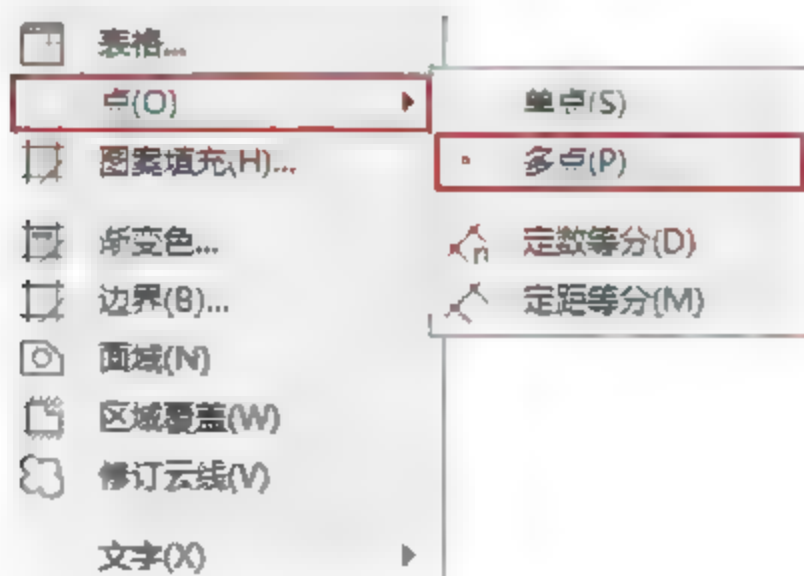 表格...
点(O)
图案填充(H)...
渐变色...
边界(B)...
面域(N)
区域覆盖(W)
修订云线(V)
文字(X)
单点(S)
多点(P)
定数等分(D)
定距等分(M)